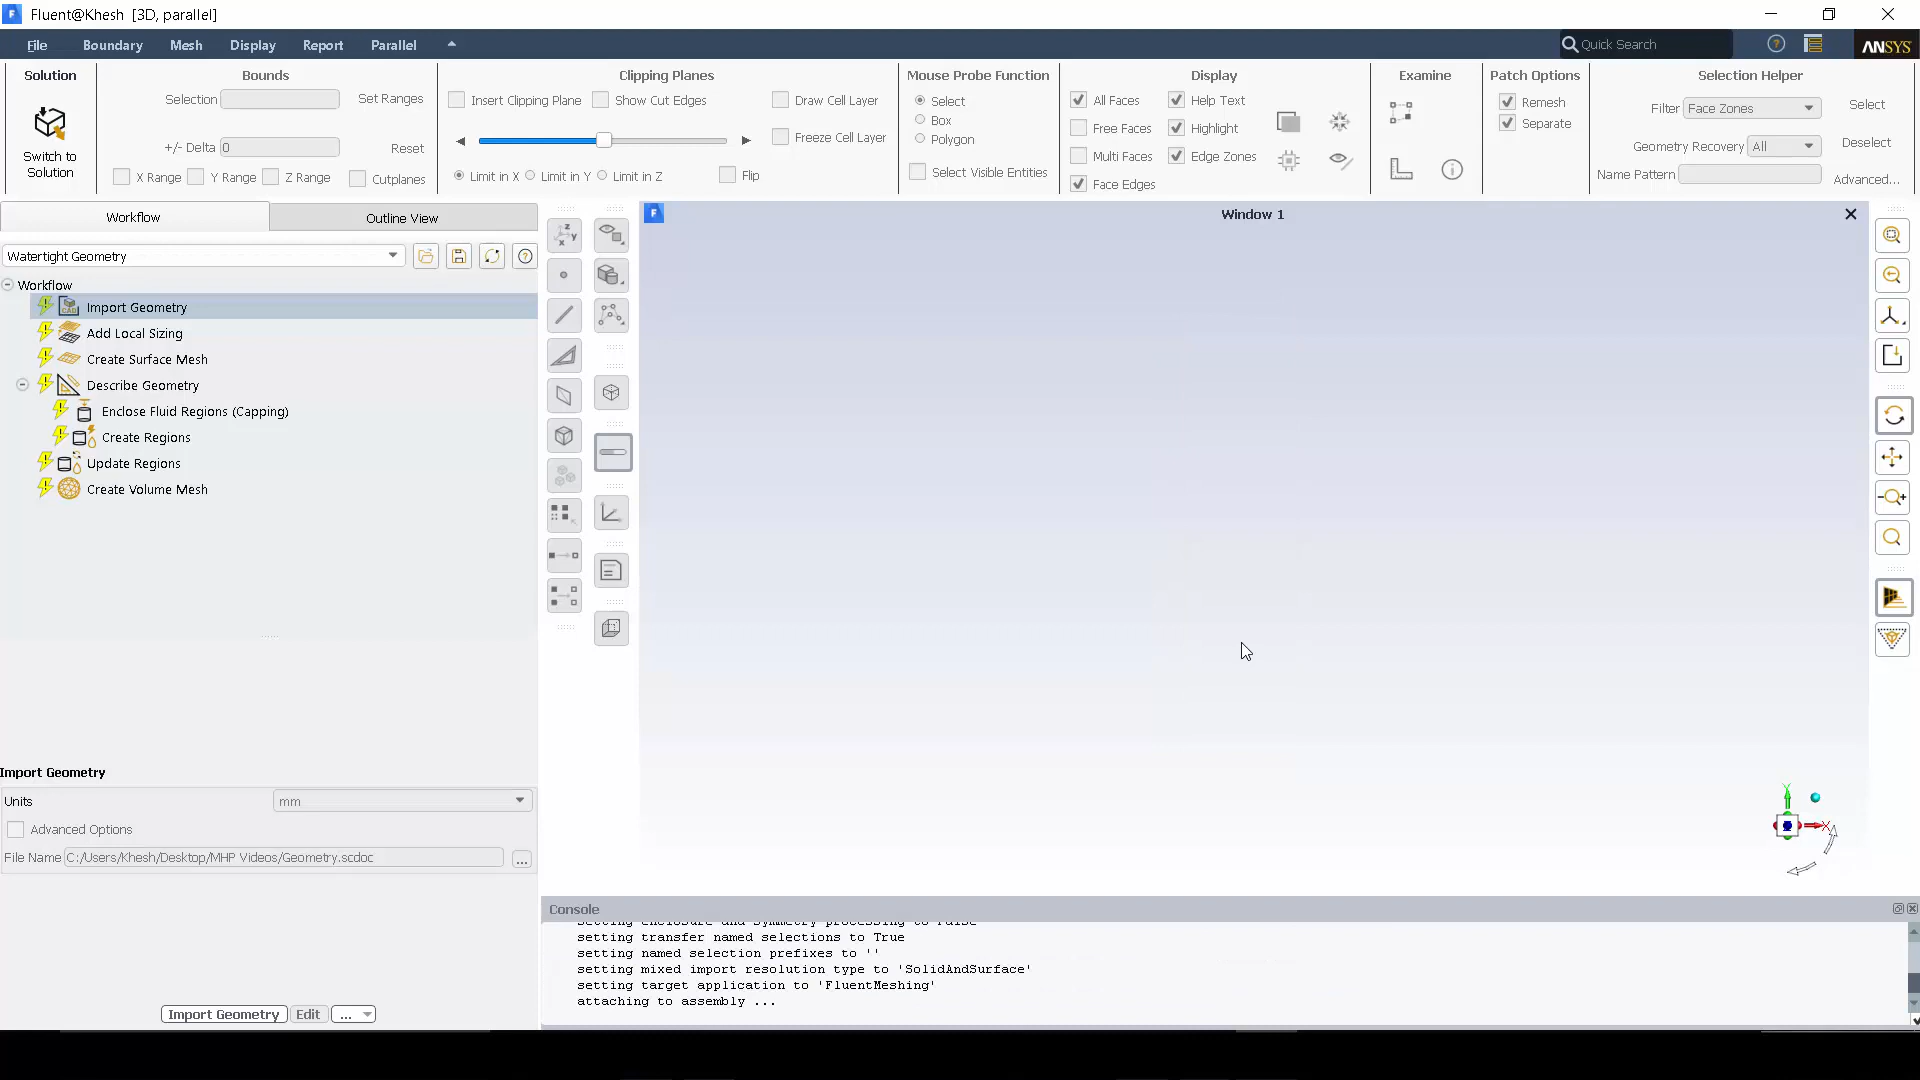 Fluent@Khesh [3D, parallel]
File Boundary Mesh Display Report Parallel
Quick Search
ANSYS
Solution
Switch to
Solution
Bounds
Selection
Set Ranges
+/- Delta 0
Reset
X Range Y Range Z Range Cutplanes
Clipping Planes
Insert Clipping Plane Show Cut Edges Draw Cell Layer
Freeze Cell Layer
Limit in X Limit in Y Limit in Z Flip
Mouse Probe Function
Select
Box
Polygon
Select Visible Entities
Display
All Faces Help Text
Free Faces Highlight
Multi Faces Edge Zones
Face Edges
Examine
Patch Options
Remesh
Separate
Selection Helper
Filter Face Zones Select
Geometry Recovery All Deselect
Name Pattern Advanced...
Workflow Outline View
Watertight Geometry
Workflow
Import Geometry
Add Local Sizing
Create Surface Mesh
Describe Geometry
Enclose Fluid Regions (Capping)
Create Regions
Update Regions
Create Volume Mesh
Import Geometry
Units mm
Advanced Options
File Name C:/Users/Khesh/Desktop/MHP Videos/Geometry.scdoc ...
Import Geometry Edit ...
Window 1
Y
X
Console
setting enclosure and symmetry processing to False
setting transfer named selections to True
setting named selection prefixes to ''
setting mixed import resolution type to 'SolidAndSurface'
setting target application to 'FluentMeshing'
attaching to assembly ...